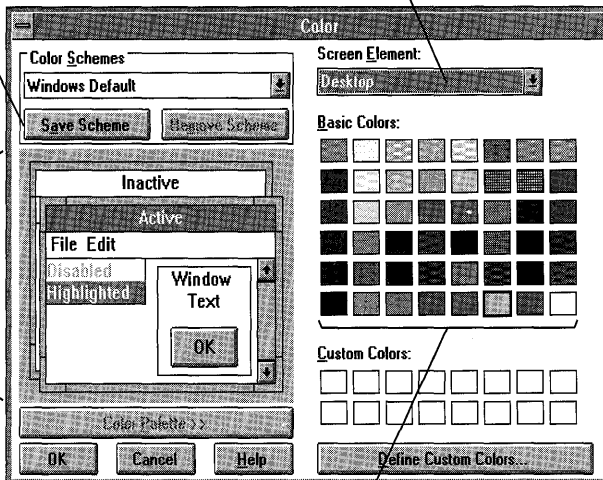 Color
Color Schemes
Windows Default
Save Scheme
Remove Scheme
Inactive
Active
File Edit
Disabled
Highlighted
Window
Text
OK
Color Palette >>
OK
Cancel
Help
Screen Element:
Desktop
Basic Colors:
Custom Colors:
Define Custom Colors...